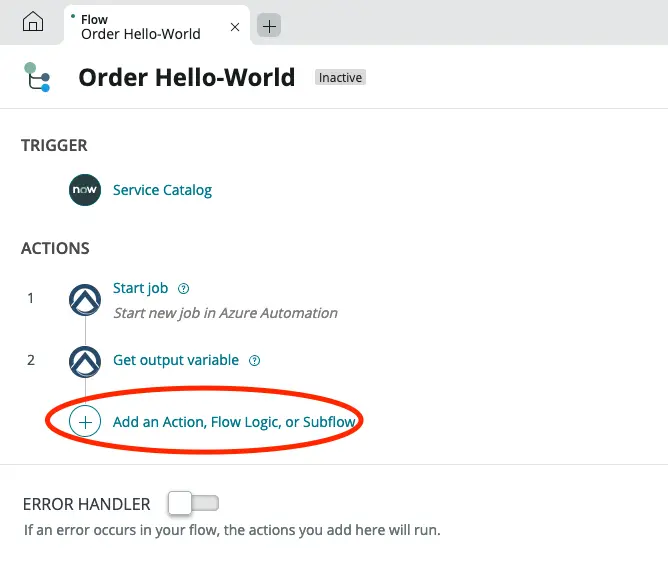 Flow
Order Hello-World
Order Hello-World
Inactive
TRIGGER
now
Service Catalog
ACTIONS
1
Start job
Start new job in Azure Automation
2
Get output variable
Add an Action, Flow Logic, or Subflow
ERROR HANDLER
If an error occurs in your flow, the actions you add here will run.